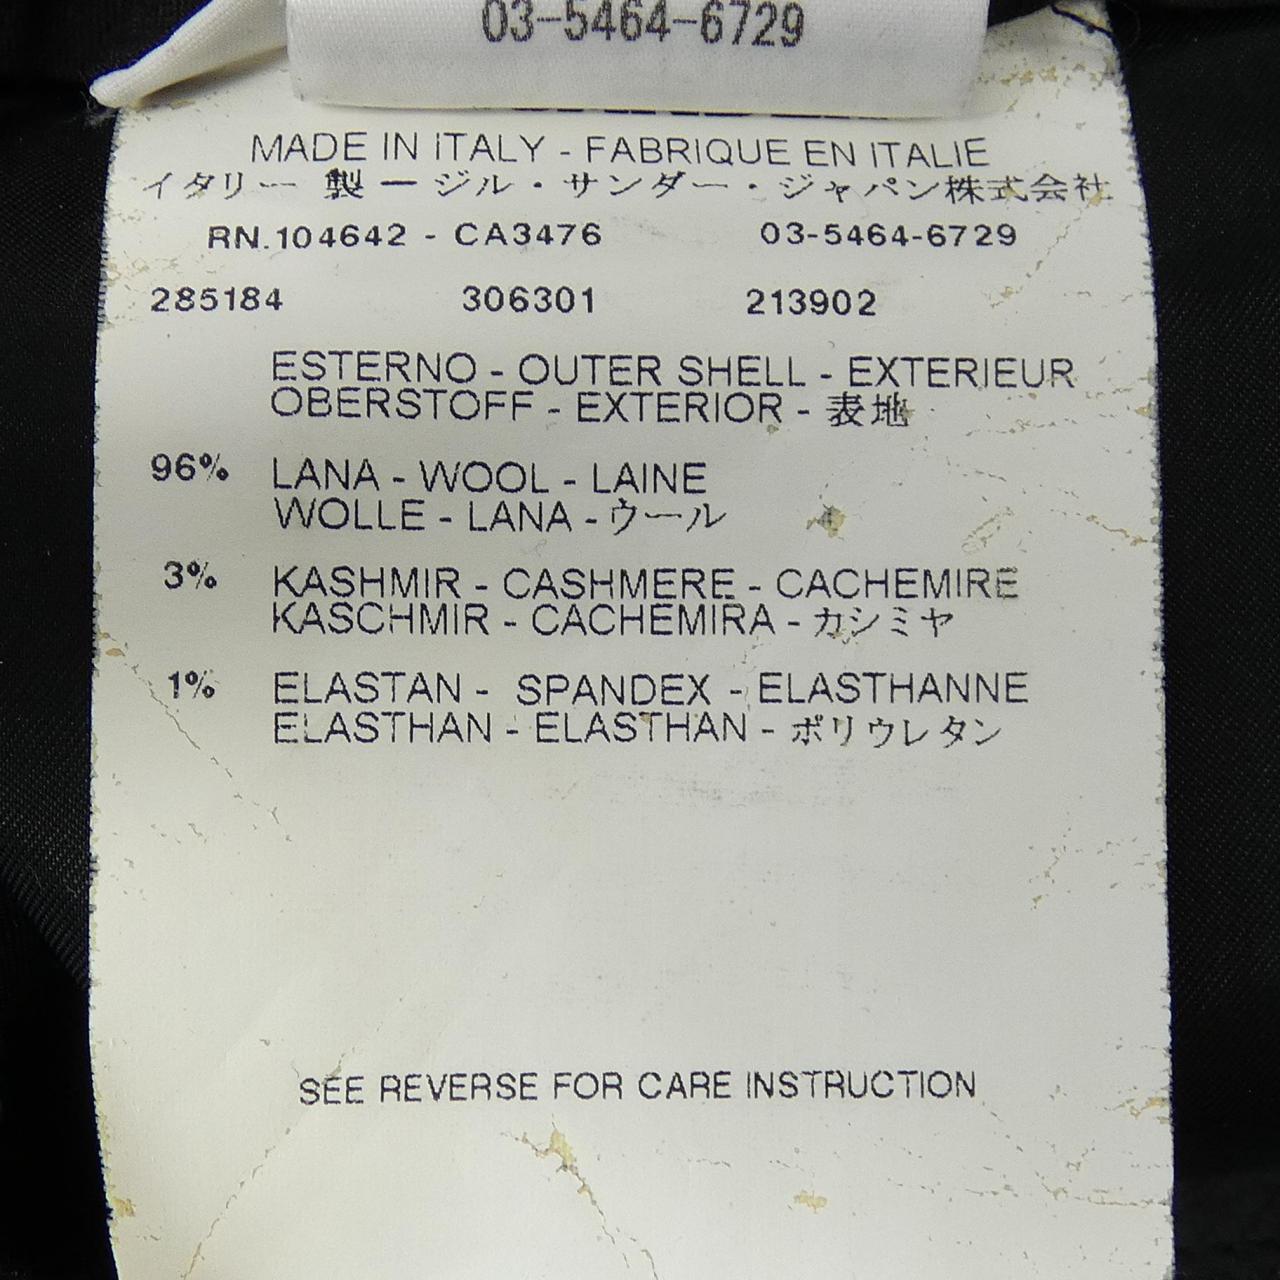 03-5464-6729
MADE IN ITALY - FABRIQUE EN ITALIE
イタリー 製 ー ジル・サンダー・ジャパン株式会社
RN.104642 - CA3476 03-5464-6729
285184 306301 213902
ESTERNO - OUTER SHELL - EXTERIEUR
OBERSTOFF - EXTERIOR - 表地
96% LANA - WOOL - LAINE
WOLLE - LANA - ウール
3% KASHMIR - CASHMERE - CACHEMIRE
KASCHMIR - CACHEMIRA - カシミヤ
1% ELASTAN - SPANDEX - ELASTHANNE
ELASTHAN - ELASTHAN - ポリウレタン
SEE REVERSE FOR CARE INSTRUCTION